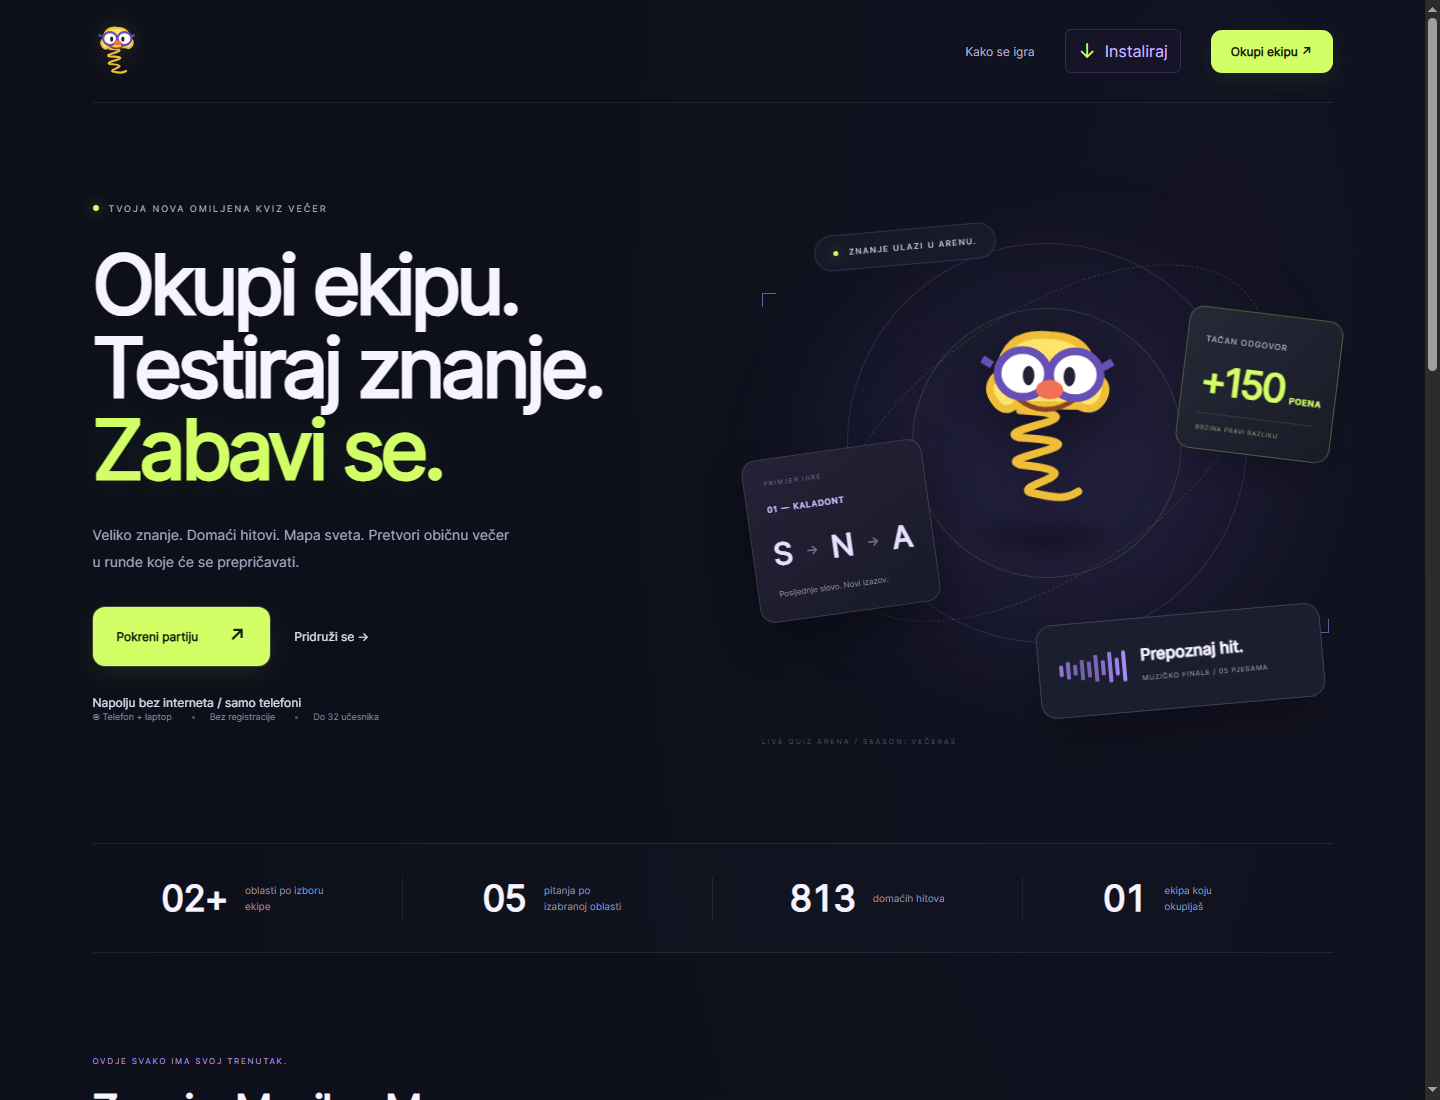 Kako se igra
Instaliraj
Okupi ekipu ↗
TVOJA NOVA OMILJENA KVIZ VEČER
Okupi ekipu.
Testiraj znanje.
Zabavi se.
Veliko znanje. Domaći hitovi. Mapa sveta. Pretvori običnu večer
u runde koje će se prepričavati.
Pokreni partiju ↗
Pridruži se →
Napolju bez interneta / samo telefoni
Telefon + laptop • Bez registracije • Do 32 učesnika
ZNANJE ULAZI U ARENU.
TAČAN ODGOVOR
+150 POENA
BRZINA PRAVI RAZLIKU
PRIMJER IGRE
01 — KALADONT
S → N → A
Posljednje slovo. Novi izazov.
Prepoznaj hit.
MUZIČKO FINALE / 05 PJESAMA
LIVE QUIZ ARENA / SEASON: VEČERAS
02+
oblasti po izboru
ekipe
05
pitanja po
izabranoj oblasti
813
domaćih hitova
01
ekipa koju
okupljaš
OVDJE SVAKO IMA SVOJ TRENUTAK.